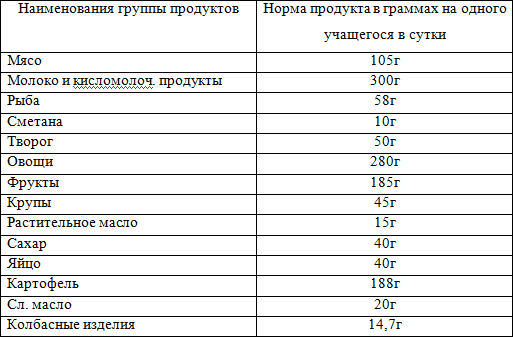 Наименования группы продуктов Норма продукта в граммах на одного
учащегося в сутки
Мясо 105г
Молоко и кисломолоч. продукты 300г
Рыба 58г
Сметана 10г
Творог 50г
Овощи 280г
Фрукты 185г
Крупы 45г
Растительное масло 15г
Сахар 40г
Яйцо 40г
Картофель 188г
Сл. масло 20г
Колбасные изделия 14,7г